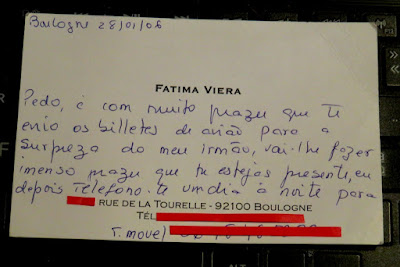 Boulogne 28/01/06
FATIMA VIERA
Pedo, é com muito prazer que te
envio os billetes de avião para a
surpreza do meu irmão, vai-lhe fazer
imenso prazer que tu estejas presente, eu
depois telefono-te um dia à noite para
RUE DE LA TOURELLE - 92100 BOULOGNE
TÉL
T. movel